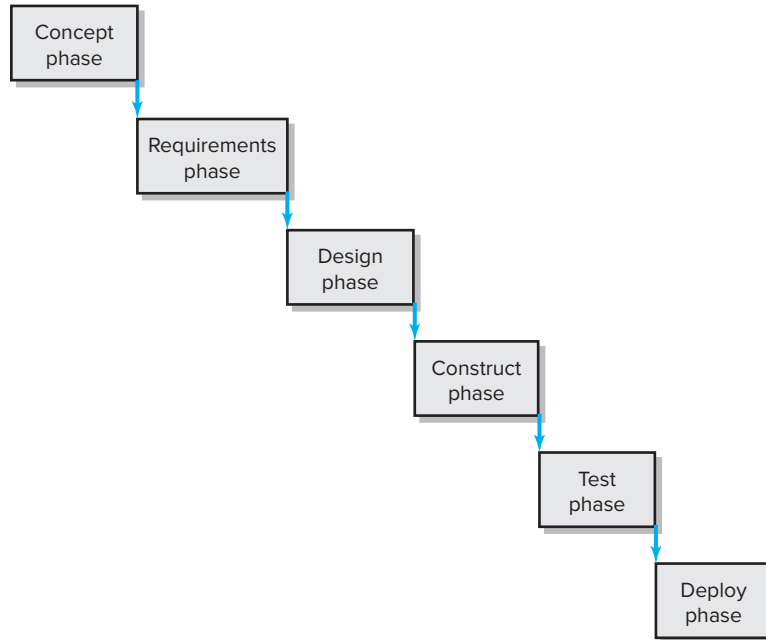 Concept
phase
Requirements
phase
Design
phase
Construct
phase
Test
phase
Deploy
phase